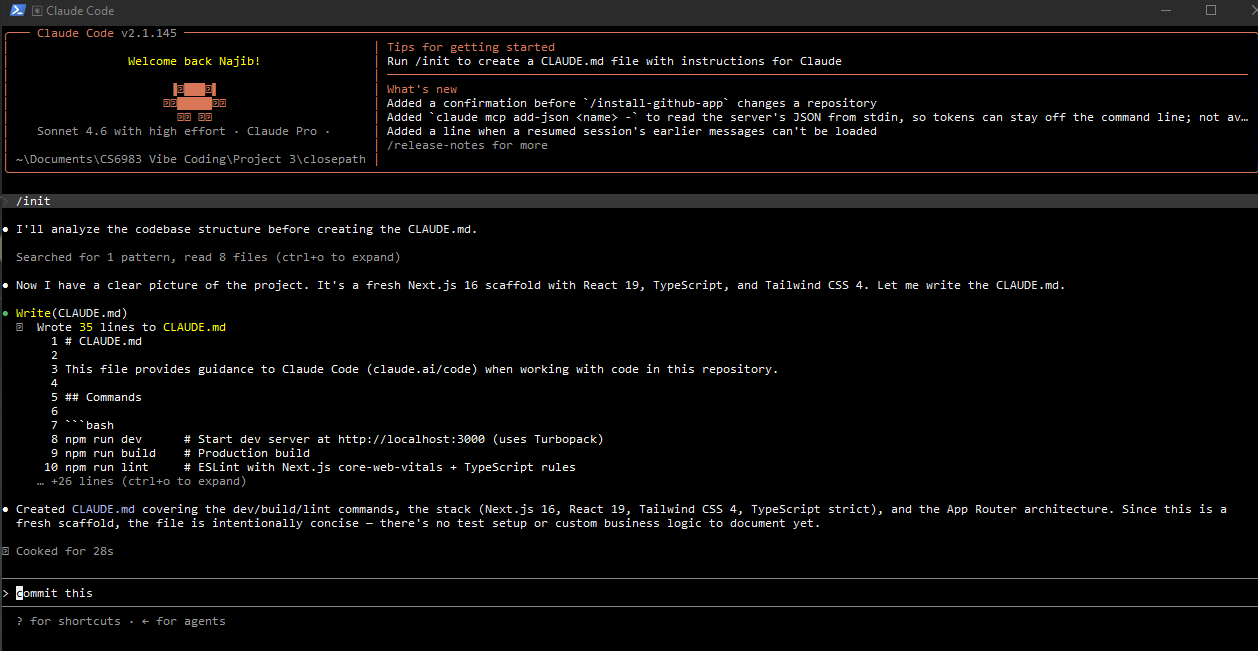 Claude Code
Claude Code v2.1.145
Welcome back Najib!
Sonnet 4.6 with high effort · Claude Pro ·
~\Documents\CS6983 Vibe Coding\Project 3\closepath
Tips for getting started
Run /init to create a CLAUDE.md file with instructions for Claude
What's new
Added a confirmation before `/install-github-app` changes a repository
Added `claude mcp add-json <name> -` to read the server's JSON from stdin, so tokens can stay off the command line; not av…
Added a line when a resumed session's earlier messages can't be loaded
/release-notes for more
> /init
● I'll analyze the codebase structure before creating the CLAUDE.md.
Searched for 1 pattern, read 8 files (ctrl+o to expand)
● Now I have a clear picture of the project. It's a fresh Next.js 16 scaffold with React 19, TypeScript, and Tailwind CSS 4. Let me write the CLAUDE.md.
● Write(CLAUDE.md)
Wrote 35 lines to CLAUDE.md
1 # CLAUDE.md
2
3 This file provides guidance to Claude Code (claude.ai/code) when working with code in this repository.
4
5 ## Commands
6
7 ```bash
8 npm run dev      # Start dev server at http://localhost:3000 (uses Turbopack)
9 npm run build    # Production build
10 npm run lint     # ESLint with Next.js core-web-vitals + TypeScript rules
… +26 lines (ctrl+o to expand)
● Created CLAUDE.md covering the dev/build/lint commands, the stack (Next.js 16, React 19, Tailwind CSS 4, TypeScript strict), and the App Router architecture. Since this is a
fresh scaffold, the file is intentionally concise — there's no test setup or custom business logic to document yet.
Cooked for 28s
> commit this
? for shortcuts · ← for agents